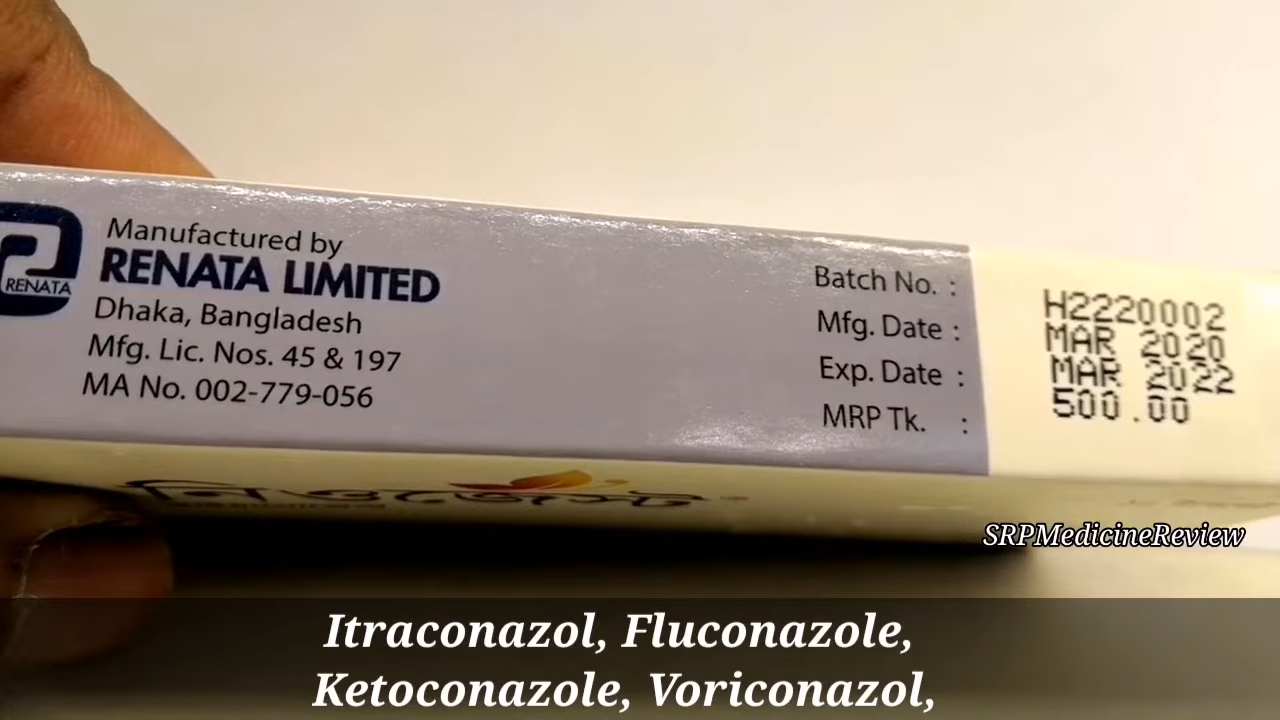 RENATA
Manufactured by
RENATA LIMITED
Dhaka, Bangladesh
Mfg. Lic. Nos. 45 & 197
MA No. 002-779-056
Batch No. :
Mfg. Date :
Exp. Date :
MRP Tk. :
H2220002
MAR 2020
MAR 2022
500.00
SRPMedicineReview
Itraconazol, Fluconazole,
Ketoconazole, Voriconazol,